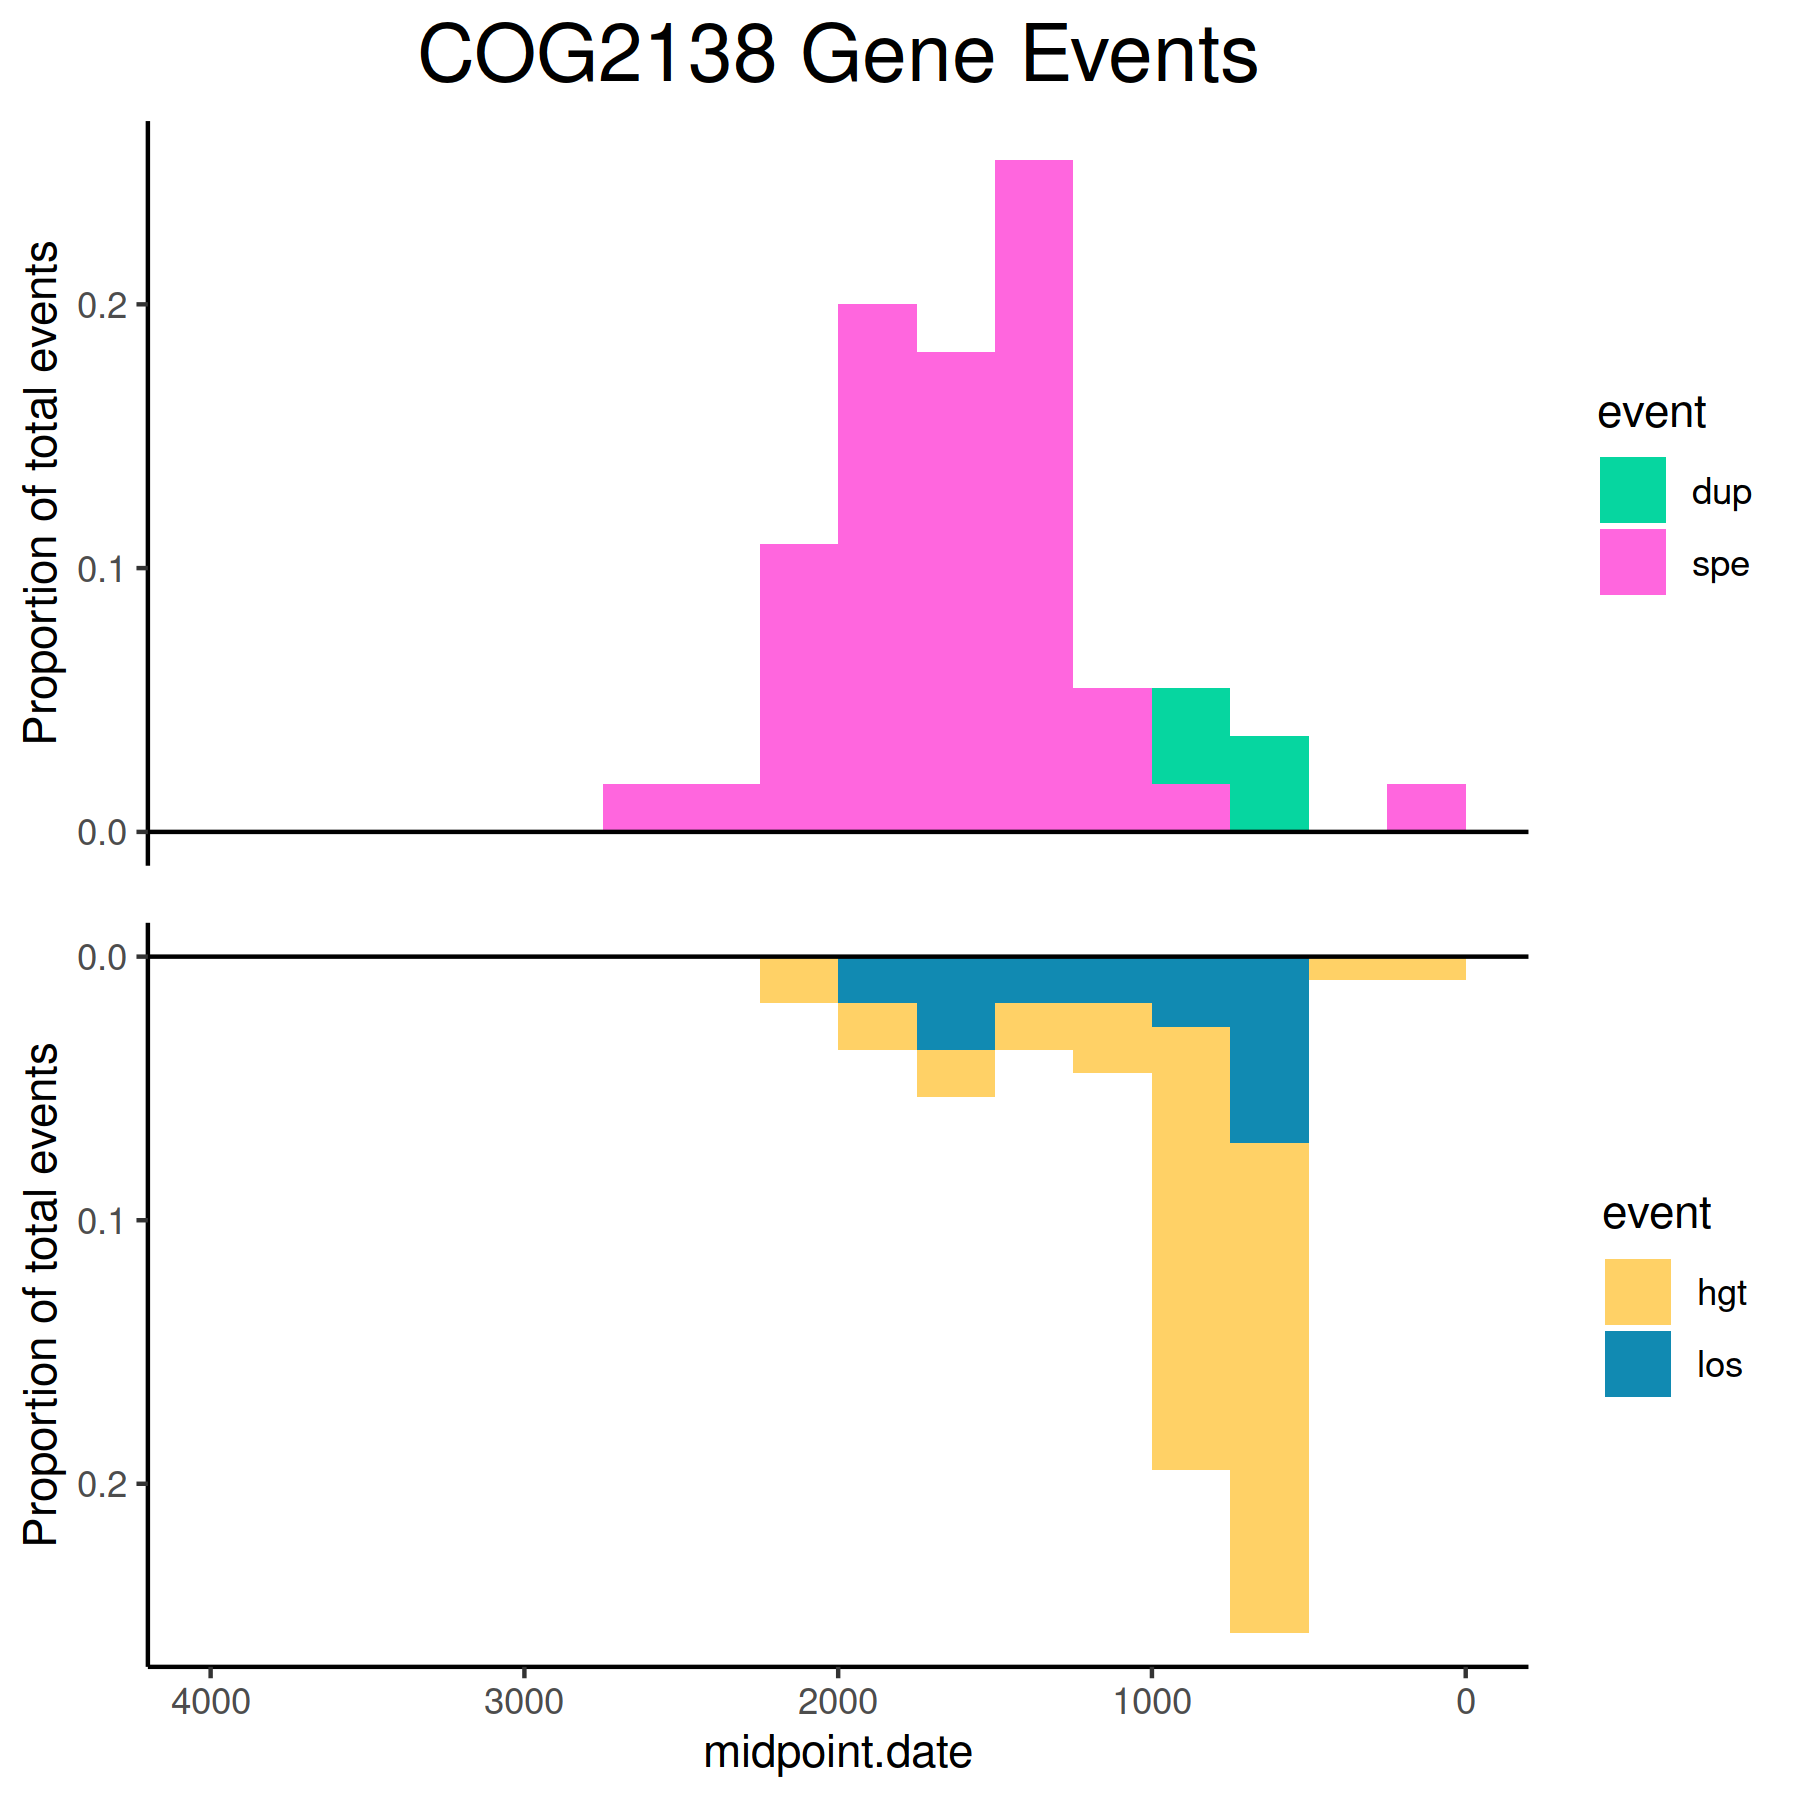 COG2138 Gene Events
Proportion of total events
0.2
0.1
0.0
event
dup
spe
Proportion of total events
0.0
0.1
0.2
event
hgt
los
4000 3000 2000 1000 0
midpoint.date